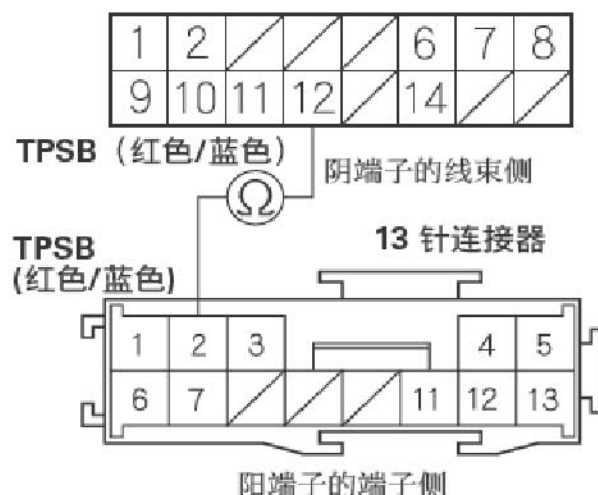 1 2 6 7 8
9 10 11 12 14
TPSB（红色/蓝色）
阴端子的线束侧
Ω
TPSB
(红色/蓝色)
13 针连接器
1 2 3 4 5
6 7 11 12 13
阳端子的端子侧